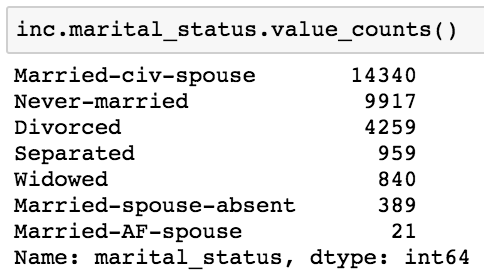 inc.marital_status.value_counts()
Married-civ-spouse 14340
Never-married 9917
Divorced 4259
Separated 959
Widowed 840
Married-spouse-absent 389
Married-AF-spouse 21
Name: marital_status, dtype: int64